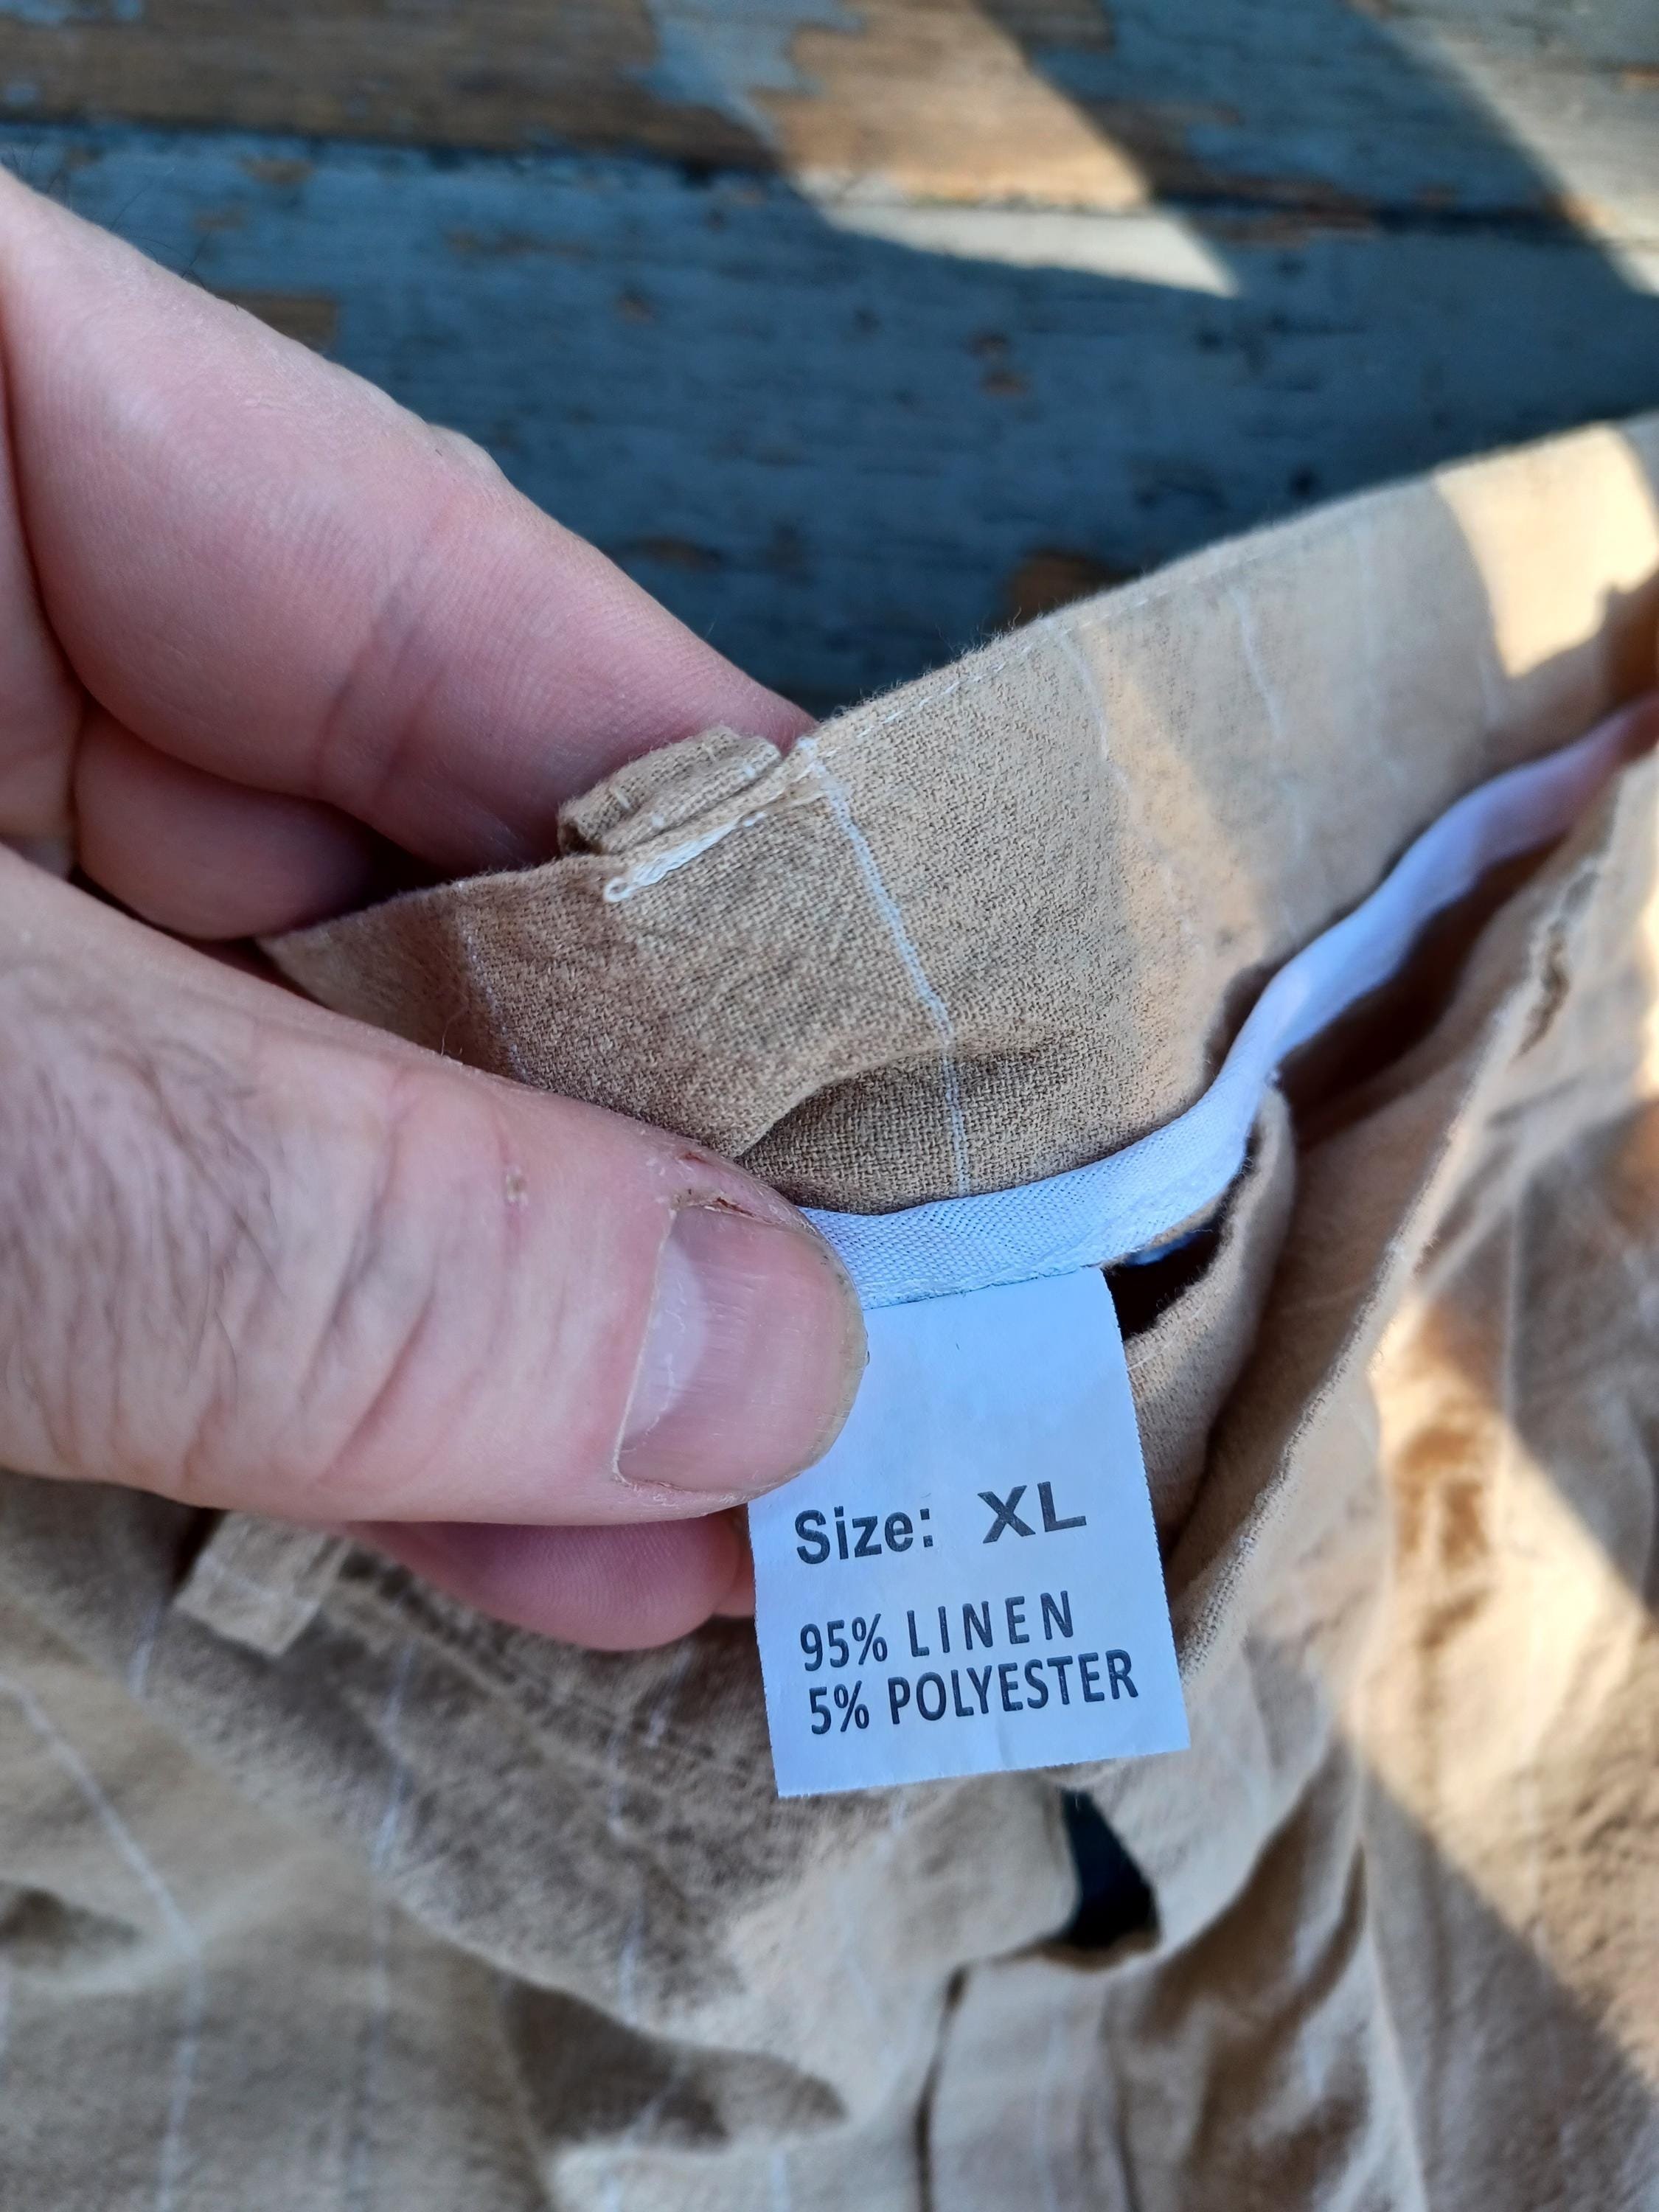 Size: XL
95% LINEN
5% POLYESTER